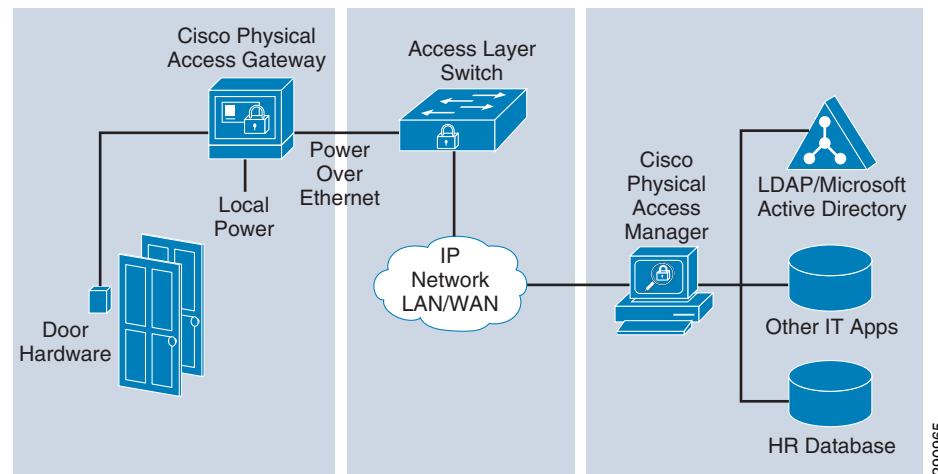 Cisco Physical
Access Gateway
Access Layer
Switch
Power
Over
Ethernet
Local
Power
Door
Hardware
IP
Network
LAN/WAN
Cisco
Physical
Access
Manager
LDAP/Microsoft
Active Directory
Other IT Apps
HR Database